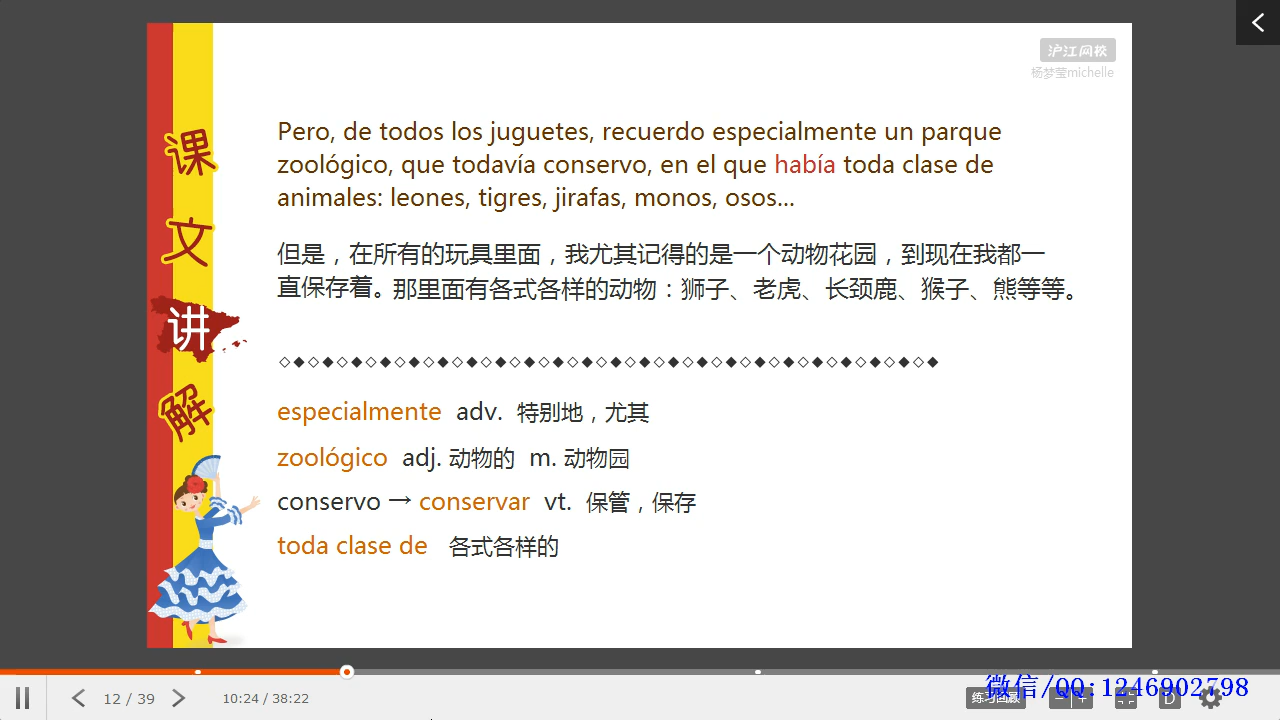 沪江网校
杨梦莹michelle
课文讲解
Pero, de todos los juguetes, recuerdo especialmente un parque
zoológico, que todavía conservo, en el que había toda clase de
animales: leones, tigres, jirafas, monos, osos...
但是，在所有的玩具里面，我尤其记得的是一个动物花园，到现在我都一
直保存着。那里面有各式各样的动物：狮子、老虎、长颈鹿、猴子、熊等等。
especialmente adv. 特别地，尤其
zoológico adj. 动物的 m. 动物园
conservo → conservar vt. 保管，保存
toda clase de 各式各样的
12 / 39
10:24 / 38:22
练习回顾
微信/QQ:1246902798
D